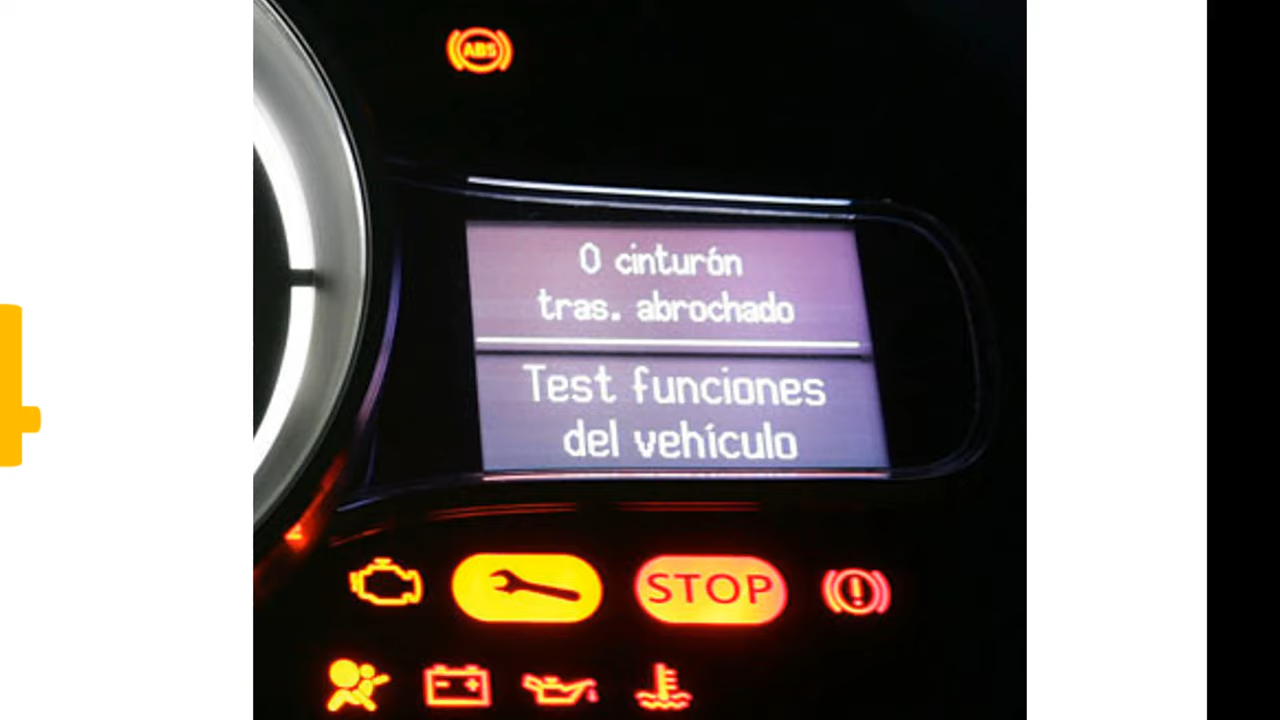 ABS
0 cinturón
tras. abrochado
Test funciones
del vehículo
STOP